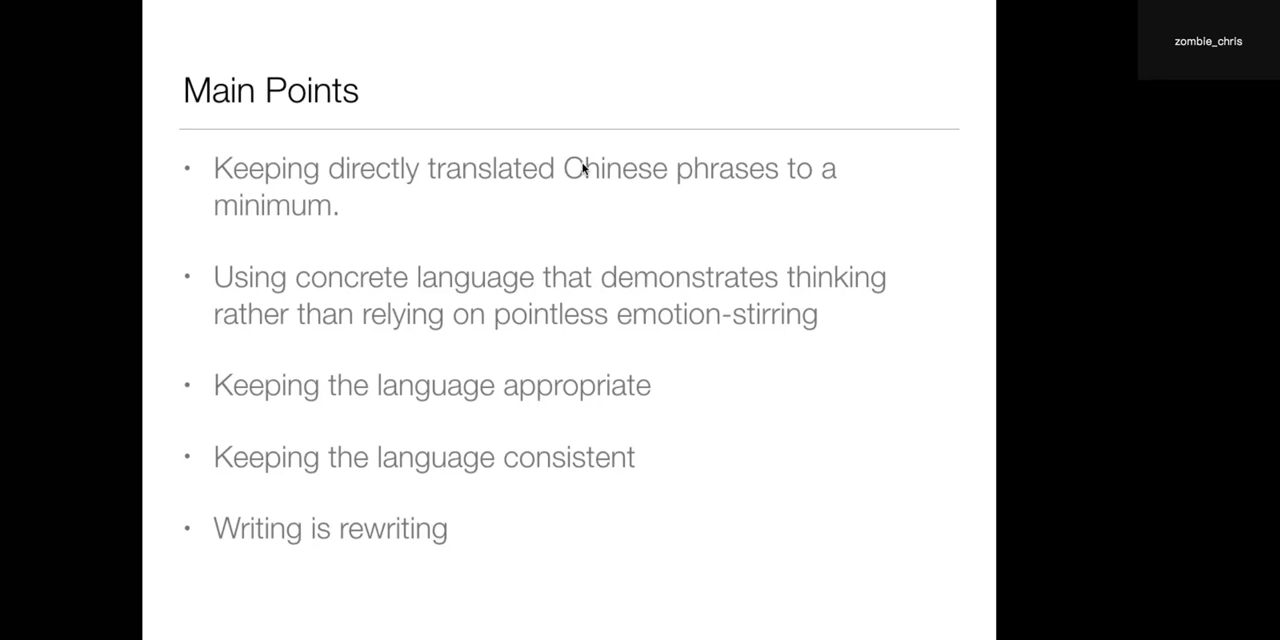 zombie_chris
Main Points
• Keeping directly translated Chinese phrases to a
minimum.
• Using concrete language that demonstrates thinking
rather than relying on pointless emotion-stirring
• Keeping the language appropriate
• Keeping the language consistent
• Writing is rewriting